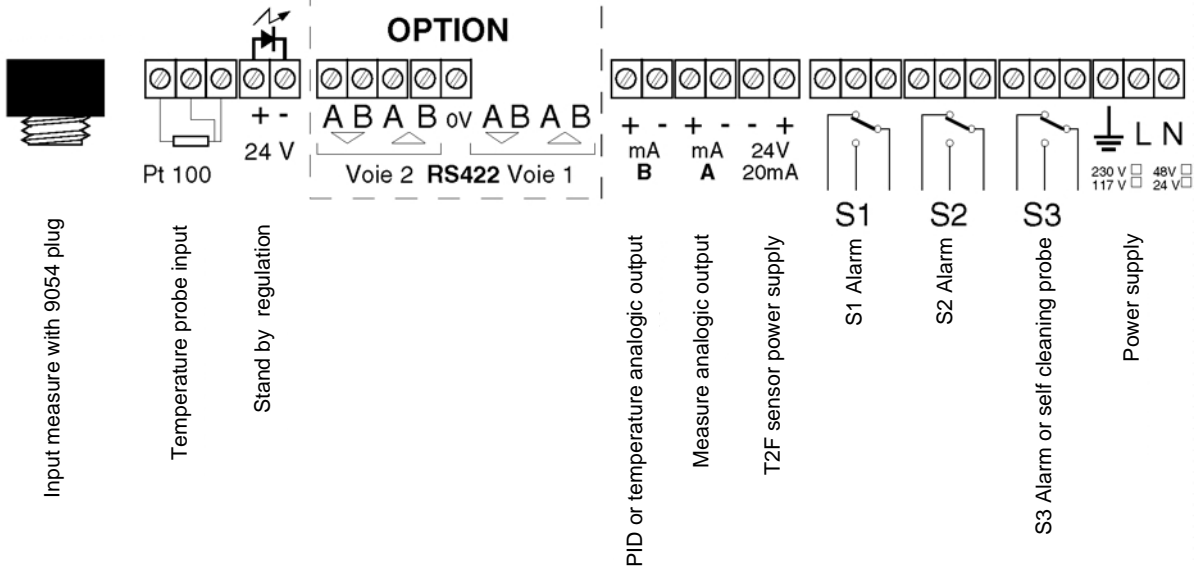 OPTION
+ -
24 V
Pt 100
A B A B 0V A B A B
Voie 2 RS422 Voie 1
+ - + - - +
mA mA 24V
B A 20mA
S1 S2 S3
L N
230 V 48V
117 V 24 V
Input measure with 9054 plug
Temperature probe input
Stand by regulation
PID or temperature analogic output
Measure analogic output
T2F sensor power supply
S1 Alarm
S2 Alarm
S3 Alarm or self cleaning probe
Power supply